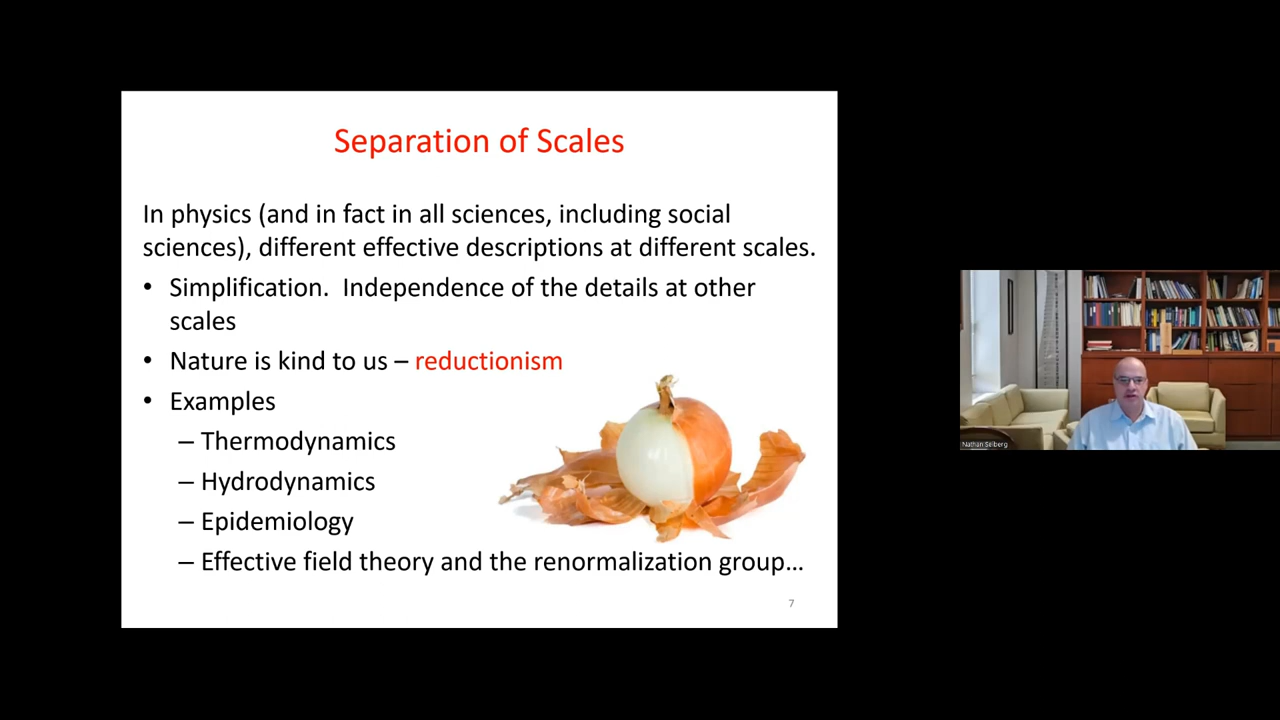 Separation of Scales
In physics (and in fact in all sciences, including social
sciences), different effective descriptions at different scales.
• Simplification.  Independence of the details at other
scales
• Nature is kind to us – reductionism
• Examples
– Thermodynamics
– Hydrodynamics
– Epidemiology
– Effective field theory and the renormalization group…
7
Nathan Seiberg